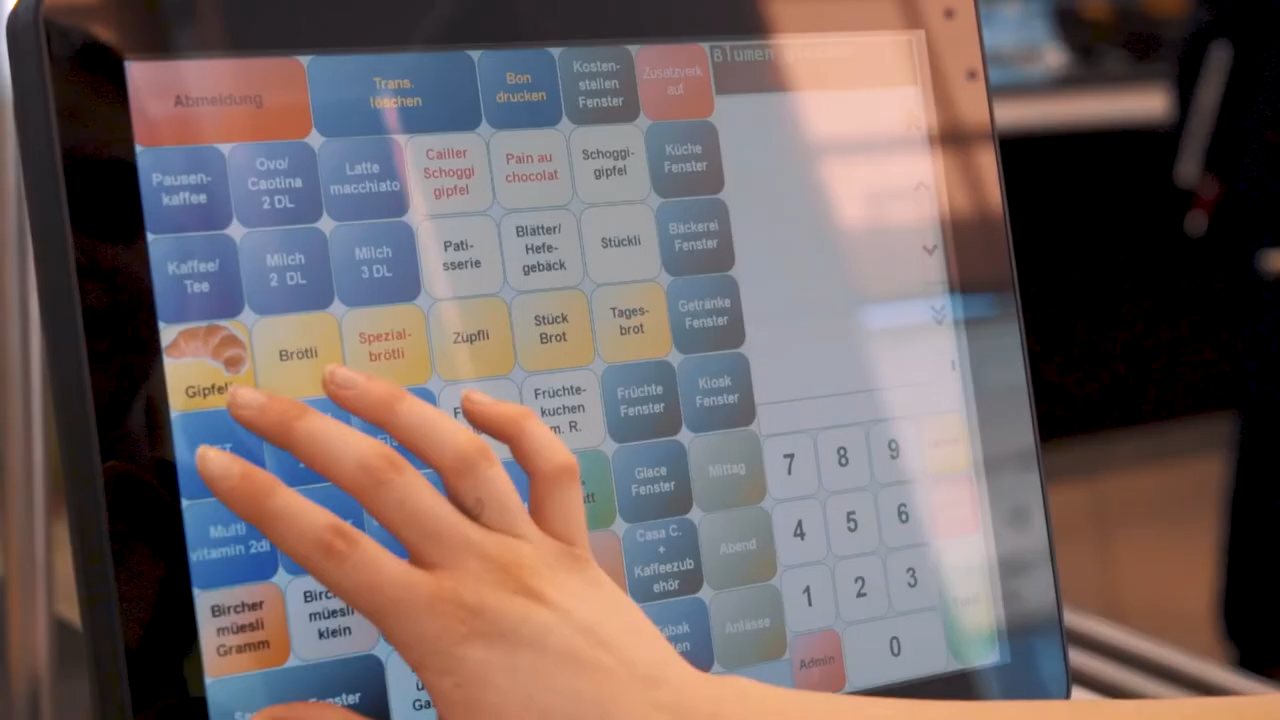 Abmeldung
Trans.
löschen
Bon
drucken
Kosten-
stellen
Fenster
Zusatzverk
auf
Blumen
Pausen-
kaffee
Ovo/
Caotina
2 DL
Latte
macchiato
Cailler
Schoggi
gipfel
Pain au
chocolat
Schoggi-
gipfel
Küche
Fenster
Kaffee/
Tee
Milch
2 DL
Milch
3 DL
Pati-
sserie
Blätter/
Hefe-
gebäck
Stückli
Bäckerei
Fenster
Gipfeli
Brötli
Spezial-
brötli
Züpfli
Stück
Brot
Tages-
brot
Getränke
Fenster
Früchte-
kuchen
m. R.
Früchte
Fenster
Kiosk
Fenster
Glace
Fenster
Mittag
7
8
9
Multi
vitamin 2dl
Casa C.
+
Kaffeezub
ehör
Abend
4
5
6
Bircher
müesli
Gramm
Bircher
müesli
klein
Anlässe
1
2
3
Admin
0